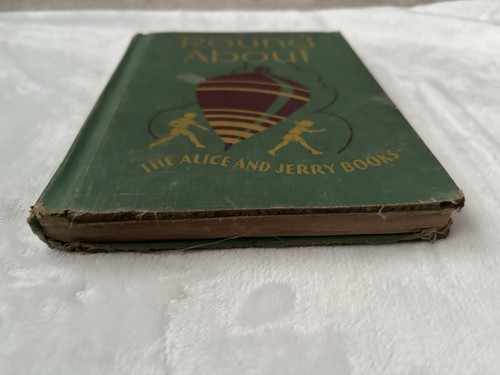 Round
About
THE ALICE AND JERRY BOOKS